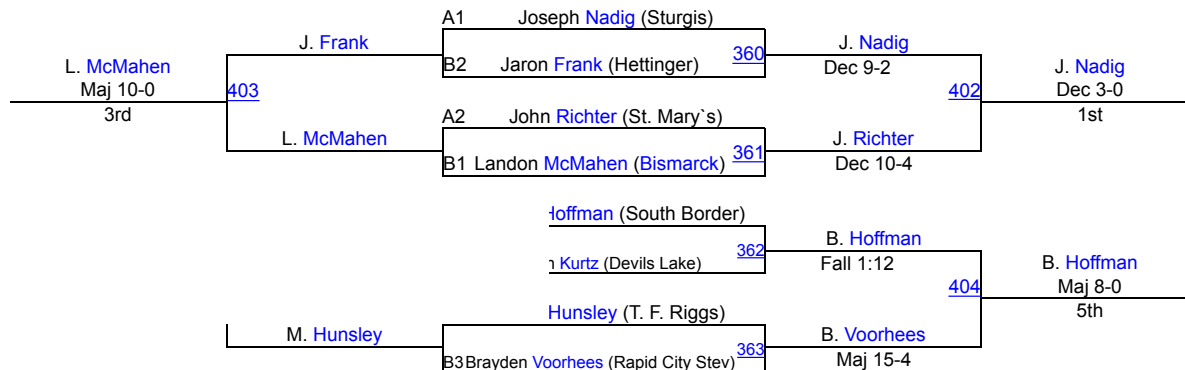 A1 Joseph Nadig (Sturgis)
J. Frank
360
J. Nadig
B2 Jaron Frank (Hettinger)
Dec 9-2
L. McMahen
Maj 10-0
3rd
403
402
J. Nadig
Dec 3-0
1st
A2 John Richter (St. Mary`s)
L. McMahen
361
J. Richter
B1 Landon McMahen (Bismarck)
Dec 10-4
Hoffman (South Border)
362
B. Hoffman
Kurtz (Devils Lake)
Fall 1:12
404
B. Hoffman
Maj 8-0
5th
Hunsley (T. F. Riggs)
M. Hunsley
363
B. Voorhees
B3 Brayden Voorhees (Rapid City Stev)
Maj 15-4